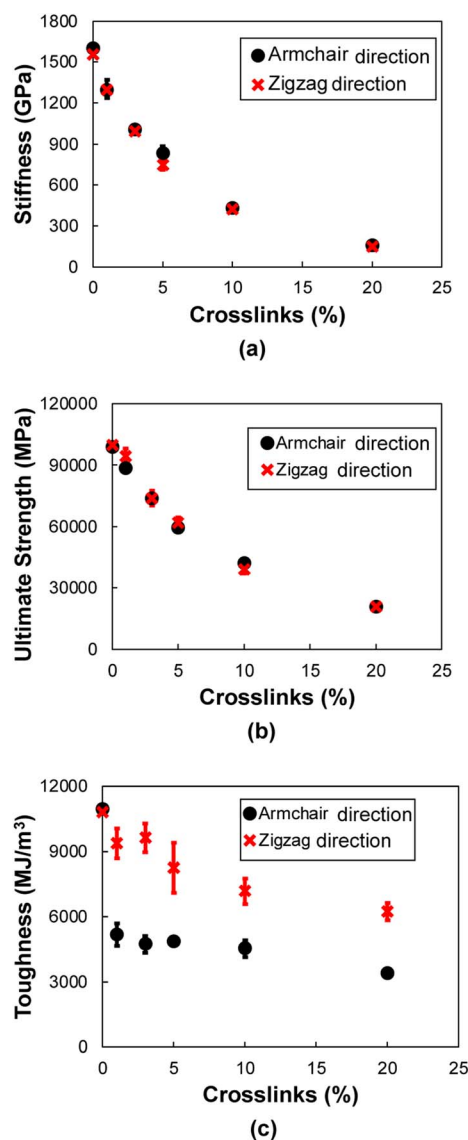 1800
1500
1200
900
600
300
0
Stiffness (GPa)
Armchair direction
Zigzag direction
0 5 10 15 20 25
Crosslinks (%)
(a)
120000
90000
60000
30000
0
Ultimate Strength (MPa)
Armchair direction
Zigzag direction
0 5 10 15 20 25
Crosslinks (%)
(b)
12000
9000
6000
3000
0
Toughness (MJ/m³)
Armchair direction
Zigzag direction
0 5 10 15 20 25
Crosslinks (%)
(c)